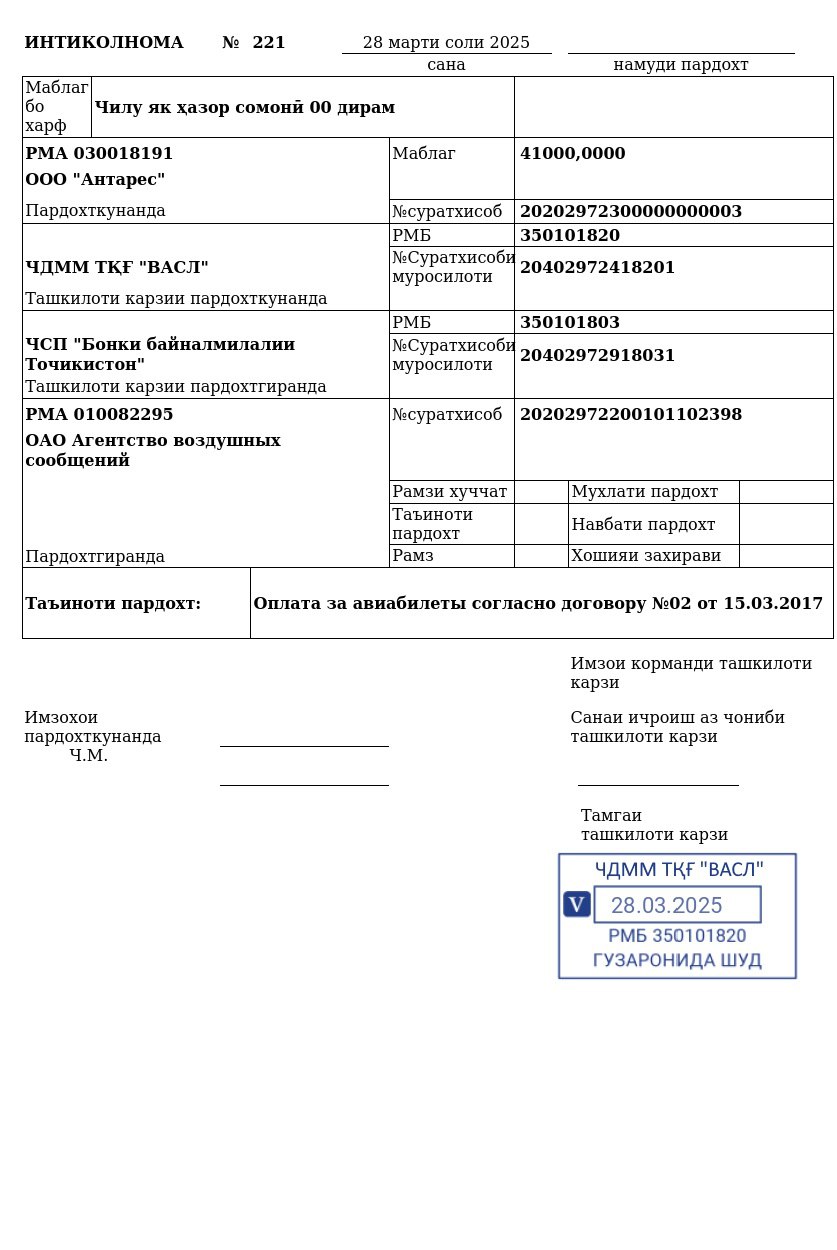 ИНТИКОЛНОМА № 221 28 марти соли 2025
сана намуди пардохт
Маблаг
бо
харф
Чилу як ҳазор сомонӣ 00 дирам
РМА 030018191 Маблаг 41000,0000
ООО "Антарес"
Пардохткунанда №суратхисоб 20202972300000000003
РМБ 350101820
ЧДММ ТҚҒ "ВАСЛ" №Суратхисоби
муросилоти 20402972418201
Ташкилоти карзии пардохткунанда
РМБ 350101803
ЧСП "Бонки байналмилалии
Точикистон"
№Суратхисоби
муросилоти 20402972918031
Ташкилоти карзии пардохтгиранда
РМА 010082295 №суратхисоб 20202972200101102398
ОАО Агентство воздушных
сообщений
Рамзи хуччат Мухлати пардохт
Таъиноти
пардохт Навбати пардохт
Пардохтгиранда Рамз Хошияи захирави
Таъиноти пардохт: Оплата за авиабилеты согласно договору №02 от 15.03.2017
Имзои корманди ташкилоти
карзи
Имзохои
пардохткунанда
Ч.М.
Санаи ичроиш аз чониби
ташкилоти карзи
Тамгаи
ташкилоти карзи
ЧДММ ТҚҒ "ВАСЛ"
V 28.03.2025
РМБ 350101820
ГУЗАРОНИДА ШУД